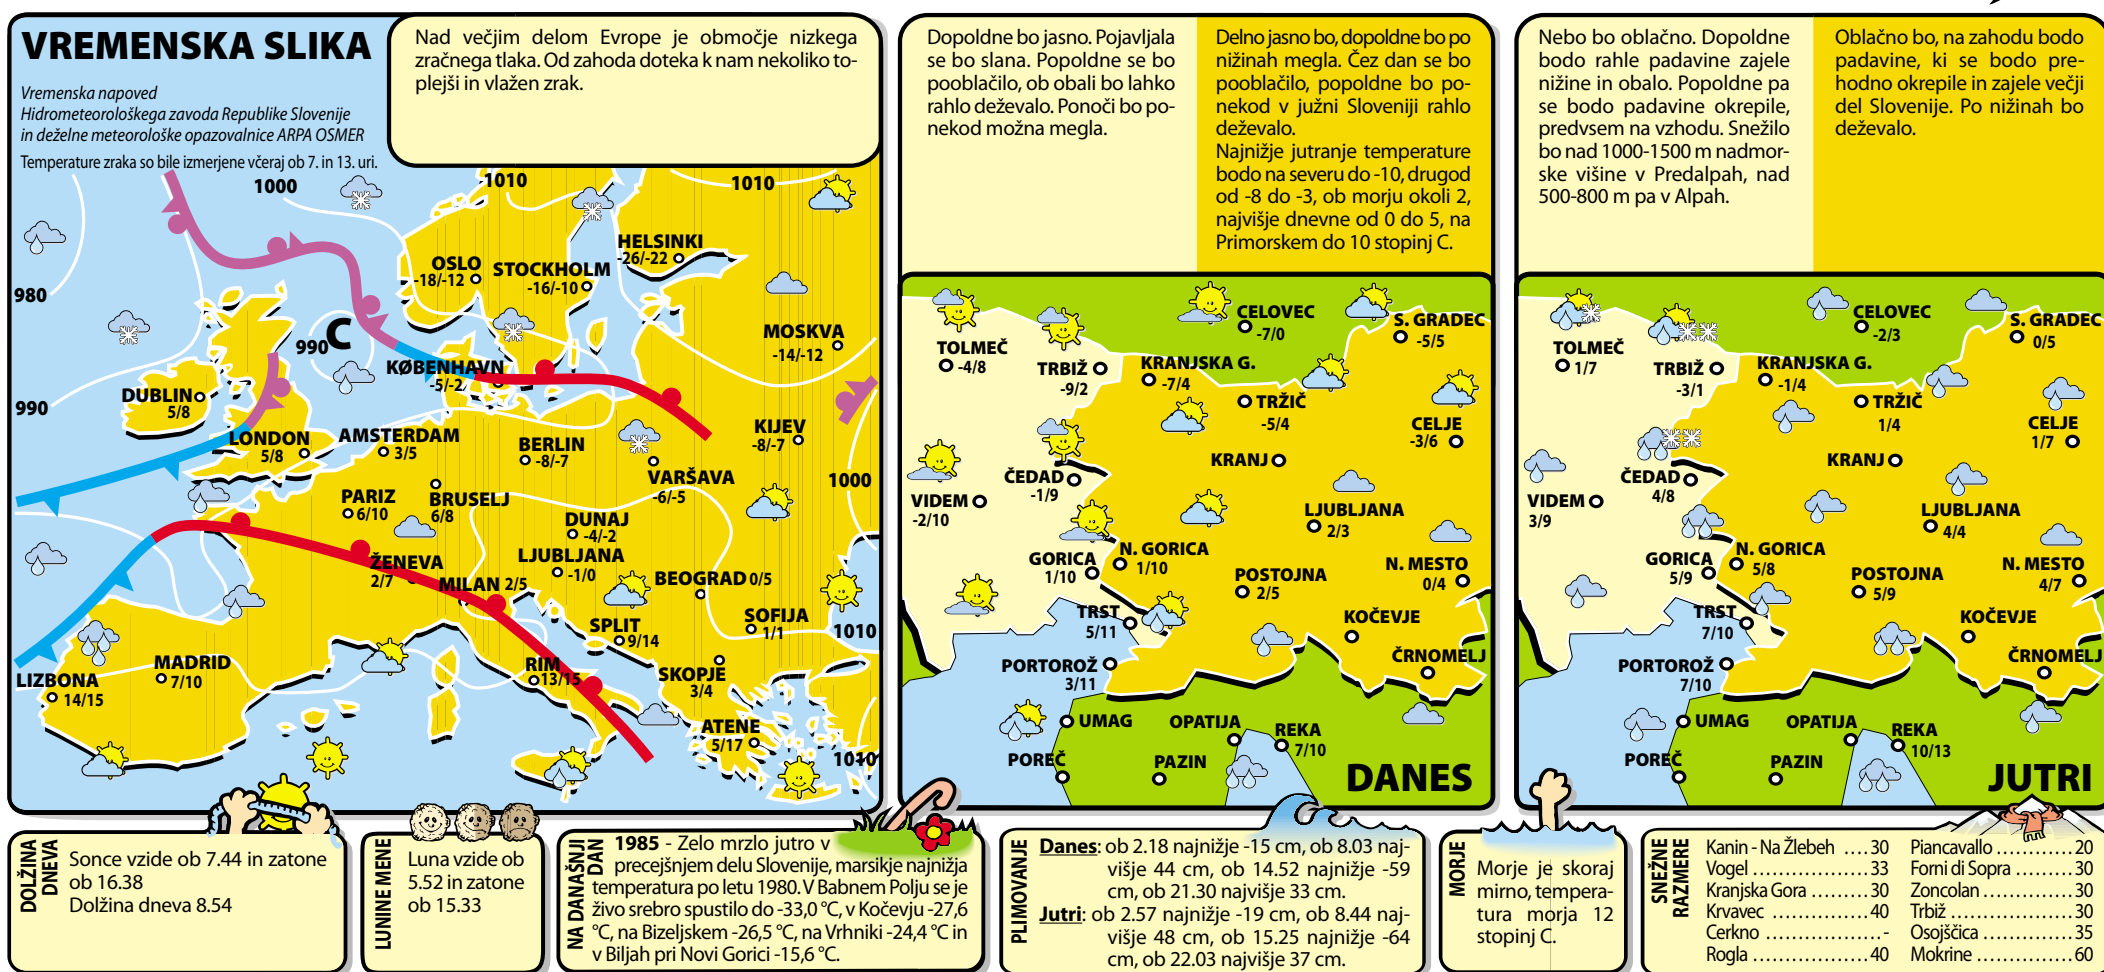 VREMENSKA SLIKA
Vremenska napoved
Hidrometeorološkega zavoda Republike Slovenije
in deželne meteorološke opazovalnice ARPA OSMER
Temperature zraka so bile izmerjene včeraj ob 7. in 13. uri.
Nad večjim delom Evrope je območje nizkega
zračnega tlaka. Od zahoda doteka k nam nekoliko to-
plejši in vlažen zrak.
1000
1010
1010
980
990
990
C
1000
1010
1010
HELSINKI
-26/-22
OSLO
-18/-12
STOCKHOLM
-16/-10
MOSKVA
-14/-12
KØBENHAVN
-5/-2
DUBLIN
5/8
LONDON
5/8
AMSTERDAM
3/5
BERLIN
-8/-7
KIJEV
-8/-7
VARŠAVA
-6/-5
PARIZ
6/10
BRUSELJ
6/8
DUNAJ
-4/-2
LJUBLJANA
-1/0
ŽENEVA
2/7
MILAN 2/5
BEOGRAD 0/5
SOFIJA
1/1
SPLIT
9/14
SKOPJE
3/4
RIM
13/15
ATENE
5/17
MADRID
7/10
LIZBONA
14/15
Dopoldne bo jasno. Pojavljala
se bo slana. Popoldne se bo
pooblačilo, ob obali bo lahko
rahlo deževalo. Ponoči bo po-
nekod možna megla.
Delno jasno bo, dopoldne bo po
nižinah megla. Čez dan se bo
pooblačilo, popoldne bo po-
nekod v južni Sloveniji rahlo
deževalo.
Najnižje jutranje temperature
bodo na severu do -10, drugod
od -8 do -3, ob morju okoli 2,
najvišje dnevne od 0 do 5, na
Primorskem do 10 stopinj C.
CELOVEC
-7/0
S. GRADEC
-5/5
TOLMEČ
-4/8
TRBIŽ
-9/2
KRANJSKA G.
-7/4
TRŽIČ
-5/4
CELJE
-3/6
KRANJ
ČEDAD
-1/9
VIDEM
-2/10
LJUBLJANA
2/3
GORICA
1/10
N. GORICA
1/10
N. MESTO
0/4
POSTOJNA
2/5
TRST
5/11
KOČEVJE
PORTOROŽ
3/11
ČRNOMELJ
UMAG
OPATIJA
REKA
7/10
POREČ
PAZIN
DANES
Nebo bo oblačno. Dopoldne
bodo rahle padavine zajele
nižine in obalo. Popoldne pa
se bodo padavine okrepile,
predvsem na vzhodu. Snežilo
bo nad 1000-1500 m nadmor-
ske višine v Predalpah, nad
500-800 m pa v Alpah.
Oblačno bo, na zahodu bodo
padavine, ki se bodo pre-
hodno okrepile in zajele večji
del Slovenije. Po nižinah bo
deževalo.
CELOVEC
-2/3
S. GRADEC
0/5
TOLMEČ
1/7
TRBIŽ
-3/1
KRANJSKA G.
-1/4
TRŽIČ
1/4
CELJE
1/7
KRANJ
ČEDAD
4/8
VIDEM
3/9
LJUBLJANA
4/4
GORICA
5/9
N. GORICA
5/8
N. MESTO
4/7
POSTOJNA
5/9
TRST
7/10
KOČEVJE
PORTOROŽ
7/10
ČRNOMELJ
UMAG
OPATIJA
REKA
10/13
POREČ
PAZIN
JUTRI
DOLŽINA
DNEVA
Sonce vzide ob 7.44 in zatone
ob 16.38
Dolžina dneva 8.54
LUNINE MENE
Luna vzide ob
5.52 in zatone
ob 15.33
NA DANAŠNJI
DAN
1985 - Zelo mrzlo jutro v
precejšnjem delu Slovenije, marsikje najnižja
temperatura po letu 1980. V Babnem Polju se je
živo srebro spustilo do -33,0 °C, v Kočevju -27,6
°C, na Bizeljskem -26,5 °C, na Vrhniki -24,4 °C in
v Biljah pri Novi Gorici -15,6 °C.
PLIMOVANJE
Danes: ob 2.18 najnižje -15 cm, ob 8.03 naj-
višje 44 cm, ob 14.52 najnižje -59
cm, ob 21.30 najvišje 33 cm.
Jutri: ob 2.57 najnižje -19 cm, ob 8.44 naj-
višje 48 cm, ob 15.25 najnižje -64
cm, ob 22.03 najvišje 37 cm.
MORJE
Morje je skoraj
mirno, tempera-
tura morja 12
stopinj C.
SNEŽNE
RAZMERE
Kanin - Na Žlebeh ....30
Vogel ......................33
Kranjska Gora ..........30
Krvavec ...................40
Cerkno .....................-
Rogla .......................40
Piancavallo ..............20
Forni di Sopra ..........30
Zoncolan .................30
Trbiž ........................30
Osojščica .................35
Mokrine ...................60